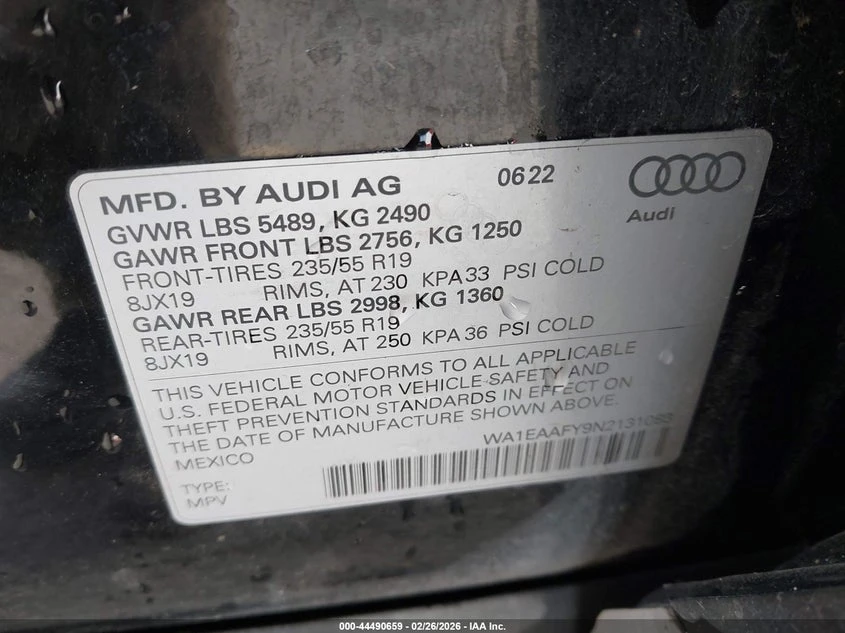 MFD. BY AUDI AG 0622
Audi
GVWR LBS 5489, KG 2490
GAWR FRONT LBS 2756, KG 1250
FRONT-TIRES 235/55 R19
8JX19 RIMS, AT 230 KPA 33 PSI COLD
GAWR REAR LBS 2998, KG 1360
REAR-TIRES 235/55 R19
8JX19 RIMS, AT 250 KPA 36 PSI COLD
THIS VEHICLE CONFORMS TO ALL APPLICABLE
U.S. FEDERAL MOTOR VEHICLE SAFETY AND
THEFT PREVENTION STANDARDS IN EFFECT ON
THE DATE OF MANUFACTURE SHOWN ABOVE.
MEXICO
TYPE:
MPV
000-44490659 - 02/26/2026 - IAA Inc.